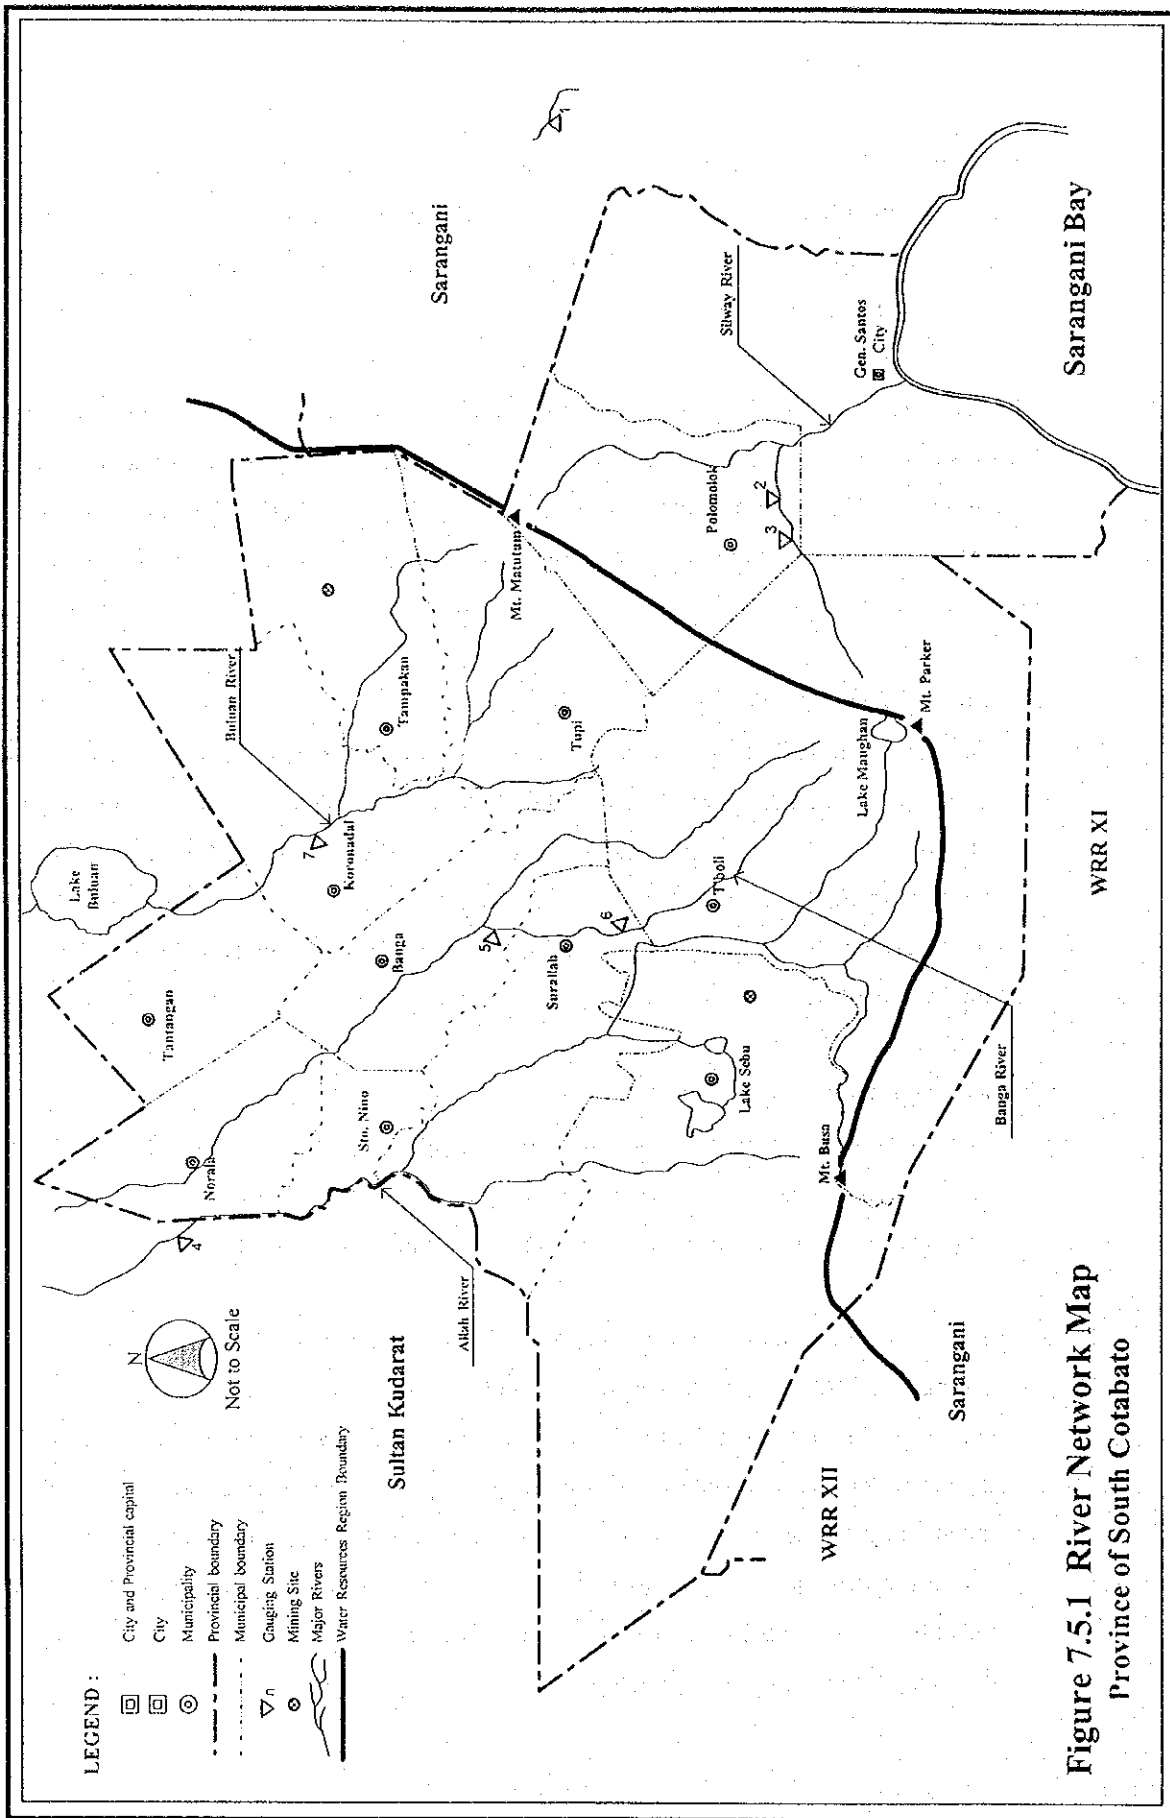 LEGEND :
City and Provincial capital
City
Municipality
Provincial boundary
Municipal boundary
n
Gauging Station
Mining Site
Major Rivers
Water Resources Region Boundary
N
Not to Scale
Sultan Kudarat
Allah River
4
Norala
Sto. Nino
Tantangan
Banga
Lake
Buluan
Koronadal
7
Buluan River
Tampakan
Tupi
Mt. Matutum
Sarangani
1
5
Surallah
6
T'boli
Lake Sebu
Lake Maughan
Mt. Parker
Polomolok
2
3
Silway River
Gen. Santos
City
Sarangani Bay
Mt. Busa
Banga River
WRR XI
WRR XII
Sarangani
Figure 7.5.1 River Network Map
Province of South Cotabato